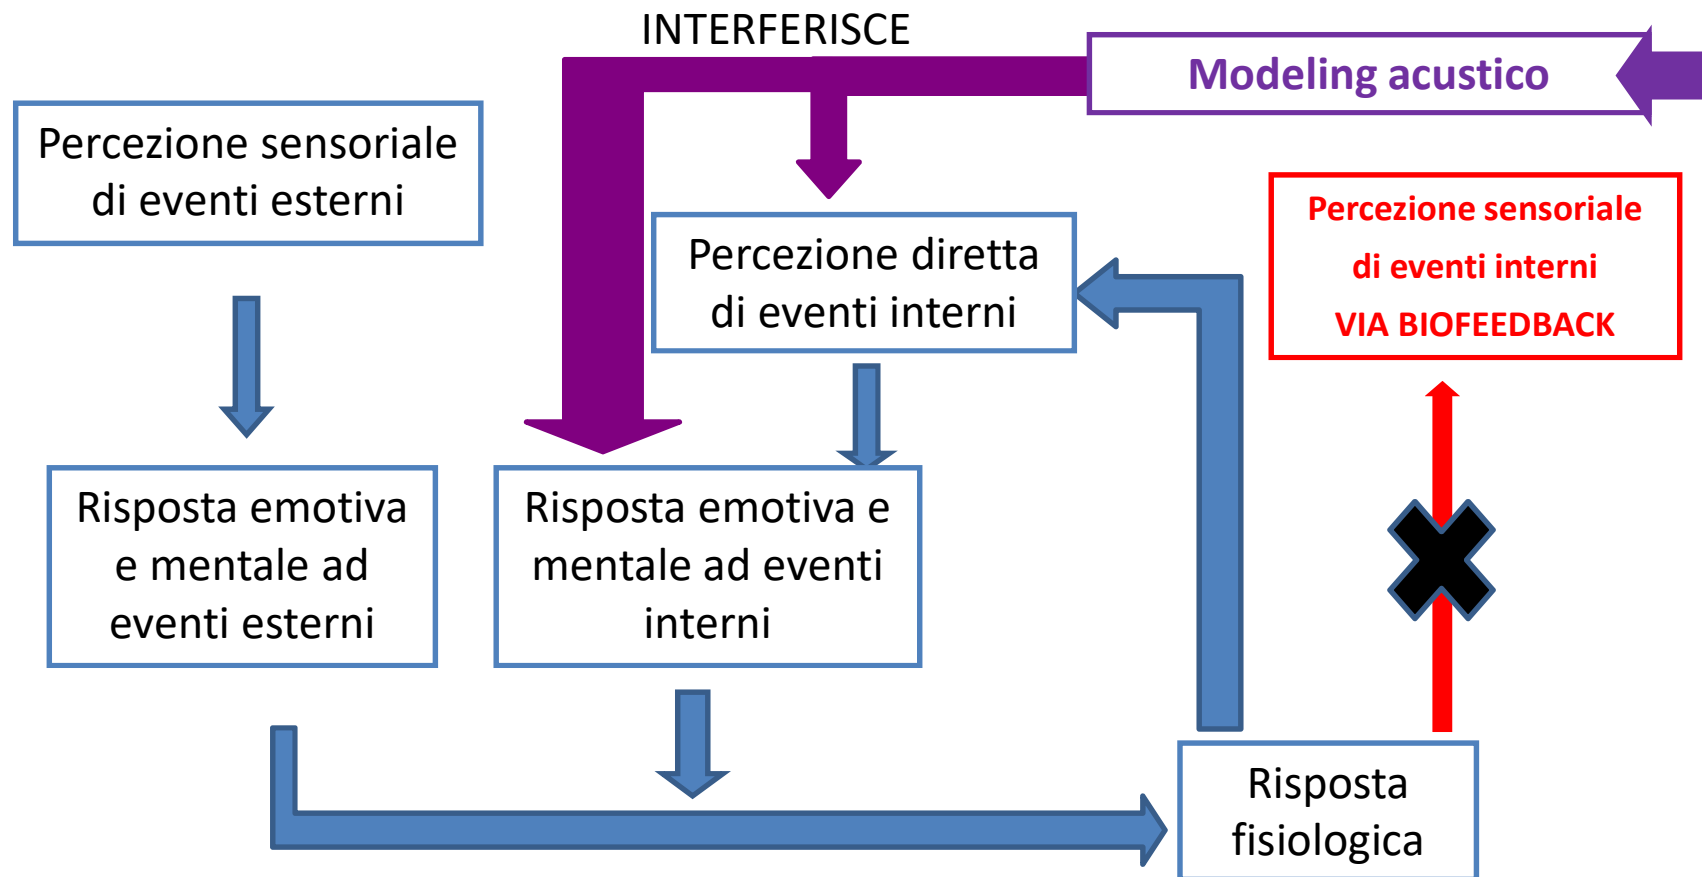 INTERFERISCE
Modeling acustico
Percezione sensoriale
di eventi esterni
Percezione diretta
di eventi interni
Percezione sensoriale
di eventi interni
VIA BIOFEEDBACK
Risposta emotiva
e mentale ad
eventi esterni
Risposta emotiva e
mentale ad eventi
interni
Risposta
fisiologica